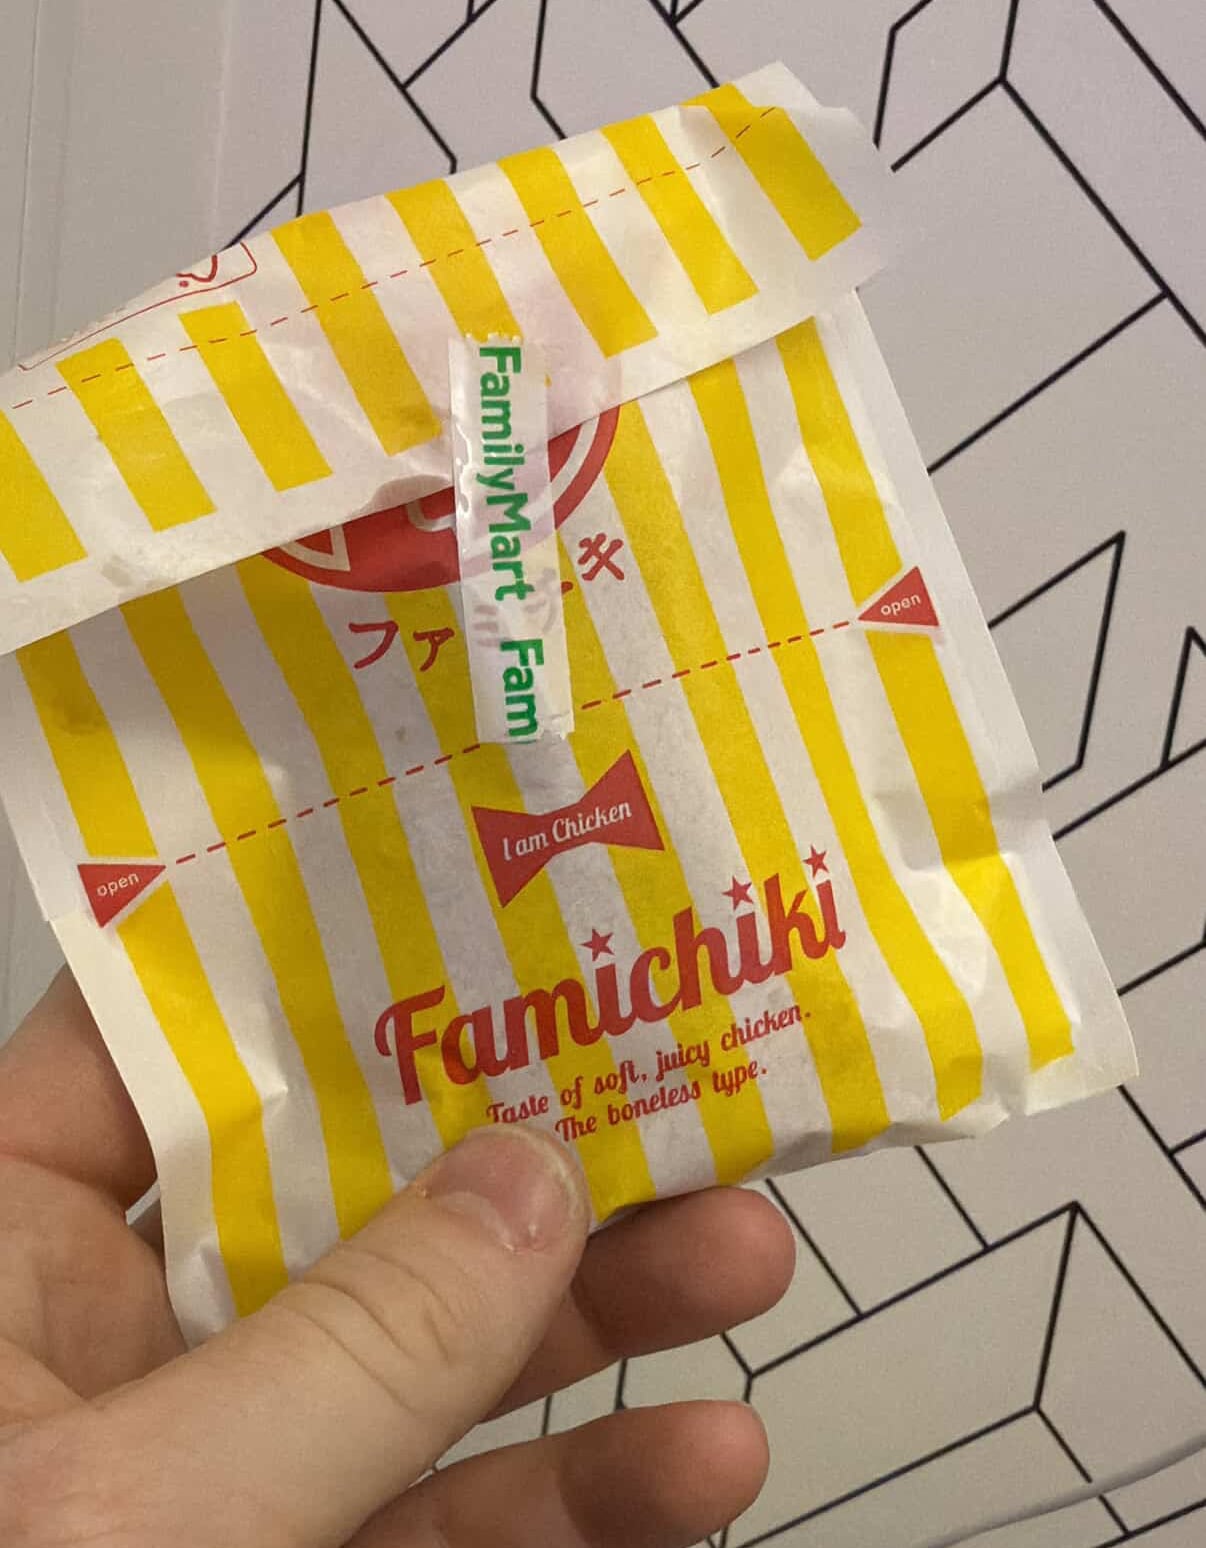 FamilyMart Fam
ファ
キ
open
open
I am Chicken
Famichiki
Taste of soft, juicy chicken.
The boneless type.